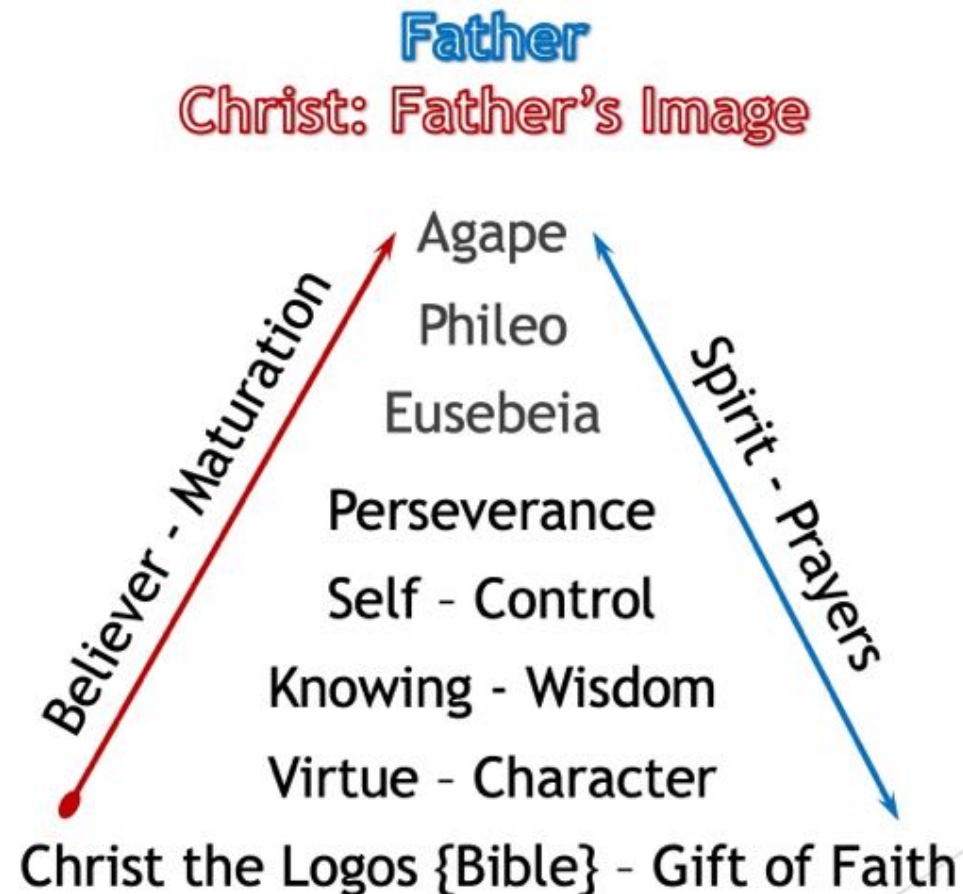 Father
Christ: Father’s Image
Agape
Phileo
Eusebeia
Perseverance
Self – Control
Knowing - Wisdom
Virtue – Character
Christ the Logos {Bible} – Gift of Faith
Believer - Maturation
Spirit - Prayers